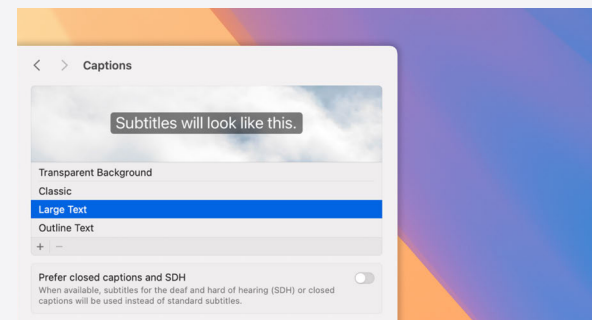 Captions
Subtitles will look like this.
Transparent Background
Classic
Large Text
Outline Text
Prefer closed captions and SDH
When available, subtitles for the deaf and hard of hearing (SDH) or closed
captions will be used instead of standard subtitles.